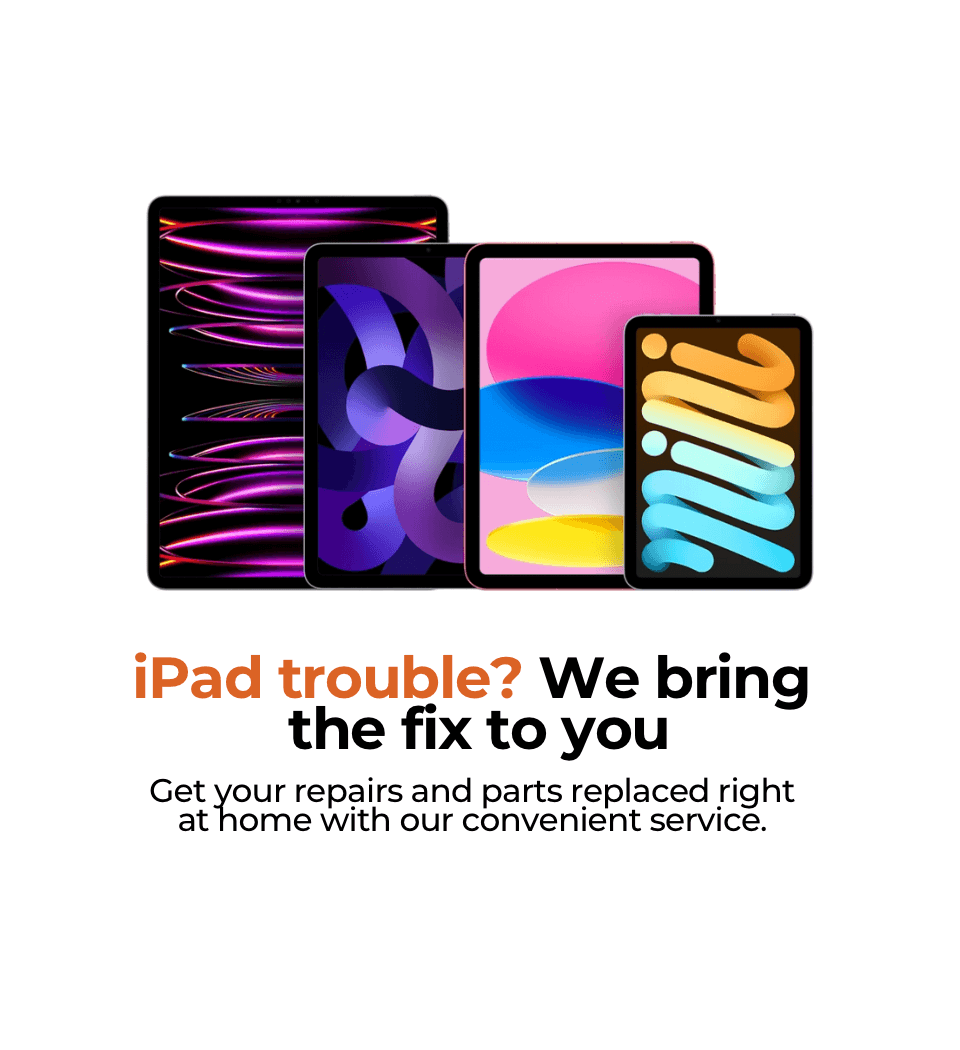 iPad trouble? We bring
the fix to you
Get your repairs and parts replaced right
at home with our convenient service.